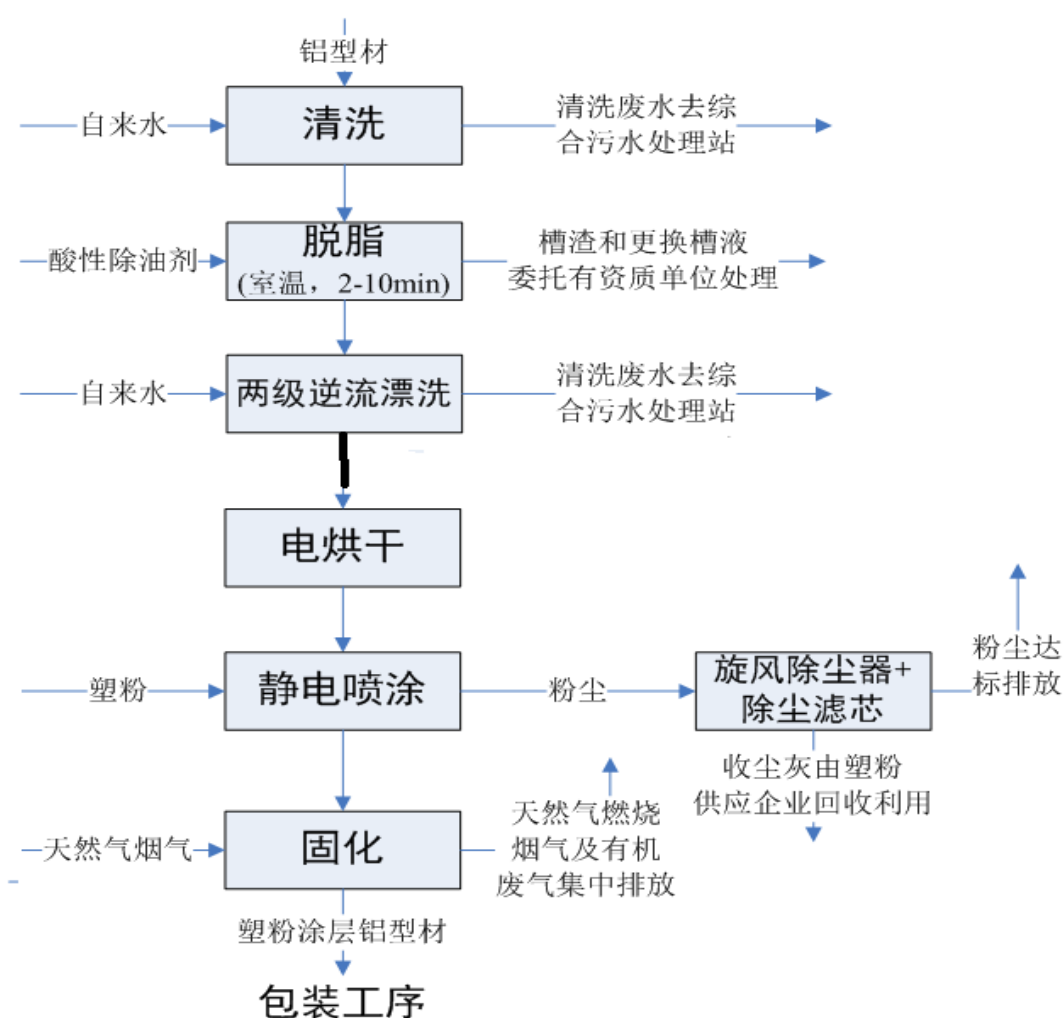 铝型材
自来水
清洗
清洗废水去综
合污水处理站
酸性除油剂
脱脂
(室温，2-10min)
槽渣和更换槽液
委托有资质单位处理
自来水
两级逆流漂洗
清洗废水去综
合污水处理站
电烘干
塑粉
静电喷涂
粉尘
旋风除尘器+
除尘滤芯
粉尘达
标排放
收尘灰由塑粉
供应企业回收利用
天然气烟气
固化
天然气燃烧
烟气及有机
废气集中排放
塑粉涂层铝型材
包装工序